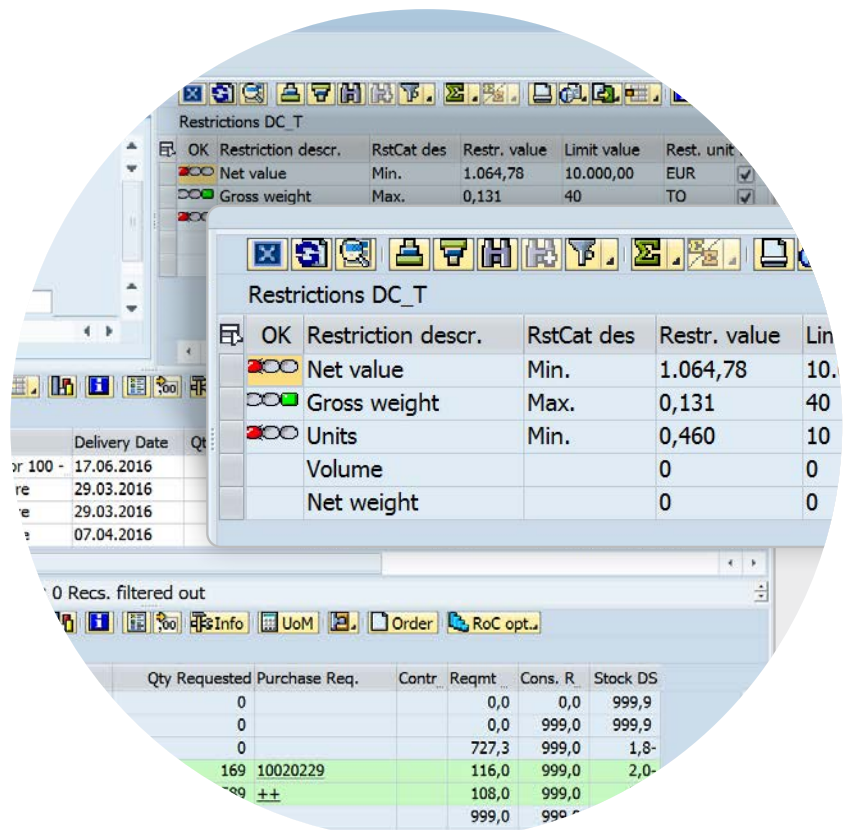 Restrictions DC_T
OK Restriction descr. RstCat des Restr. value Limit value Rest. unit
Net value Min. 1.064,78 10.000,00 EUR
Gross weight Max. 0,131 40 TO
Restrictions DC_T
OK Restriction descr. RstCat des Restr. value
Net value Min. 1.064,78 10.
Gross weight Max. 0,131 40
Units Min. 0,460 10
Volume 0 0
Net weight 0 0
Delivery Date
100 - 17.06.2016
29.03.2016
29.03.2016
07.04.2016
0 Recs. filtered out
Info UoM Order RoC opt..
Qty Requested Purchase Req. Contr Reqmt Cons. R Stock DS
0 0,0 0,0 999,9
0 0,0 999,0 999,9
0 727,3 999,0 1,8-
169 10020229 116,0 999,0 2,0-
++ 108,0 999,0
999,0